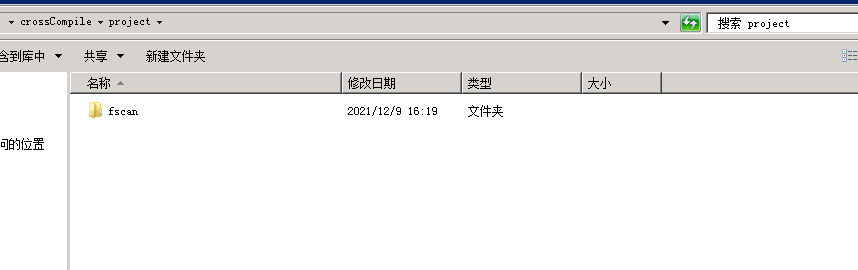 crossCompile project
搜索 project
含到库中 共享 新建文件夹
名称 修改日期 类型 大小
fscan 2021/12/9 16:19 文件夹
问的位置